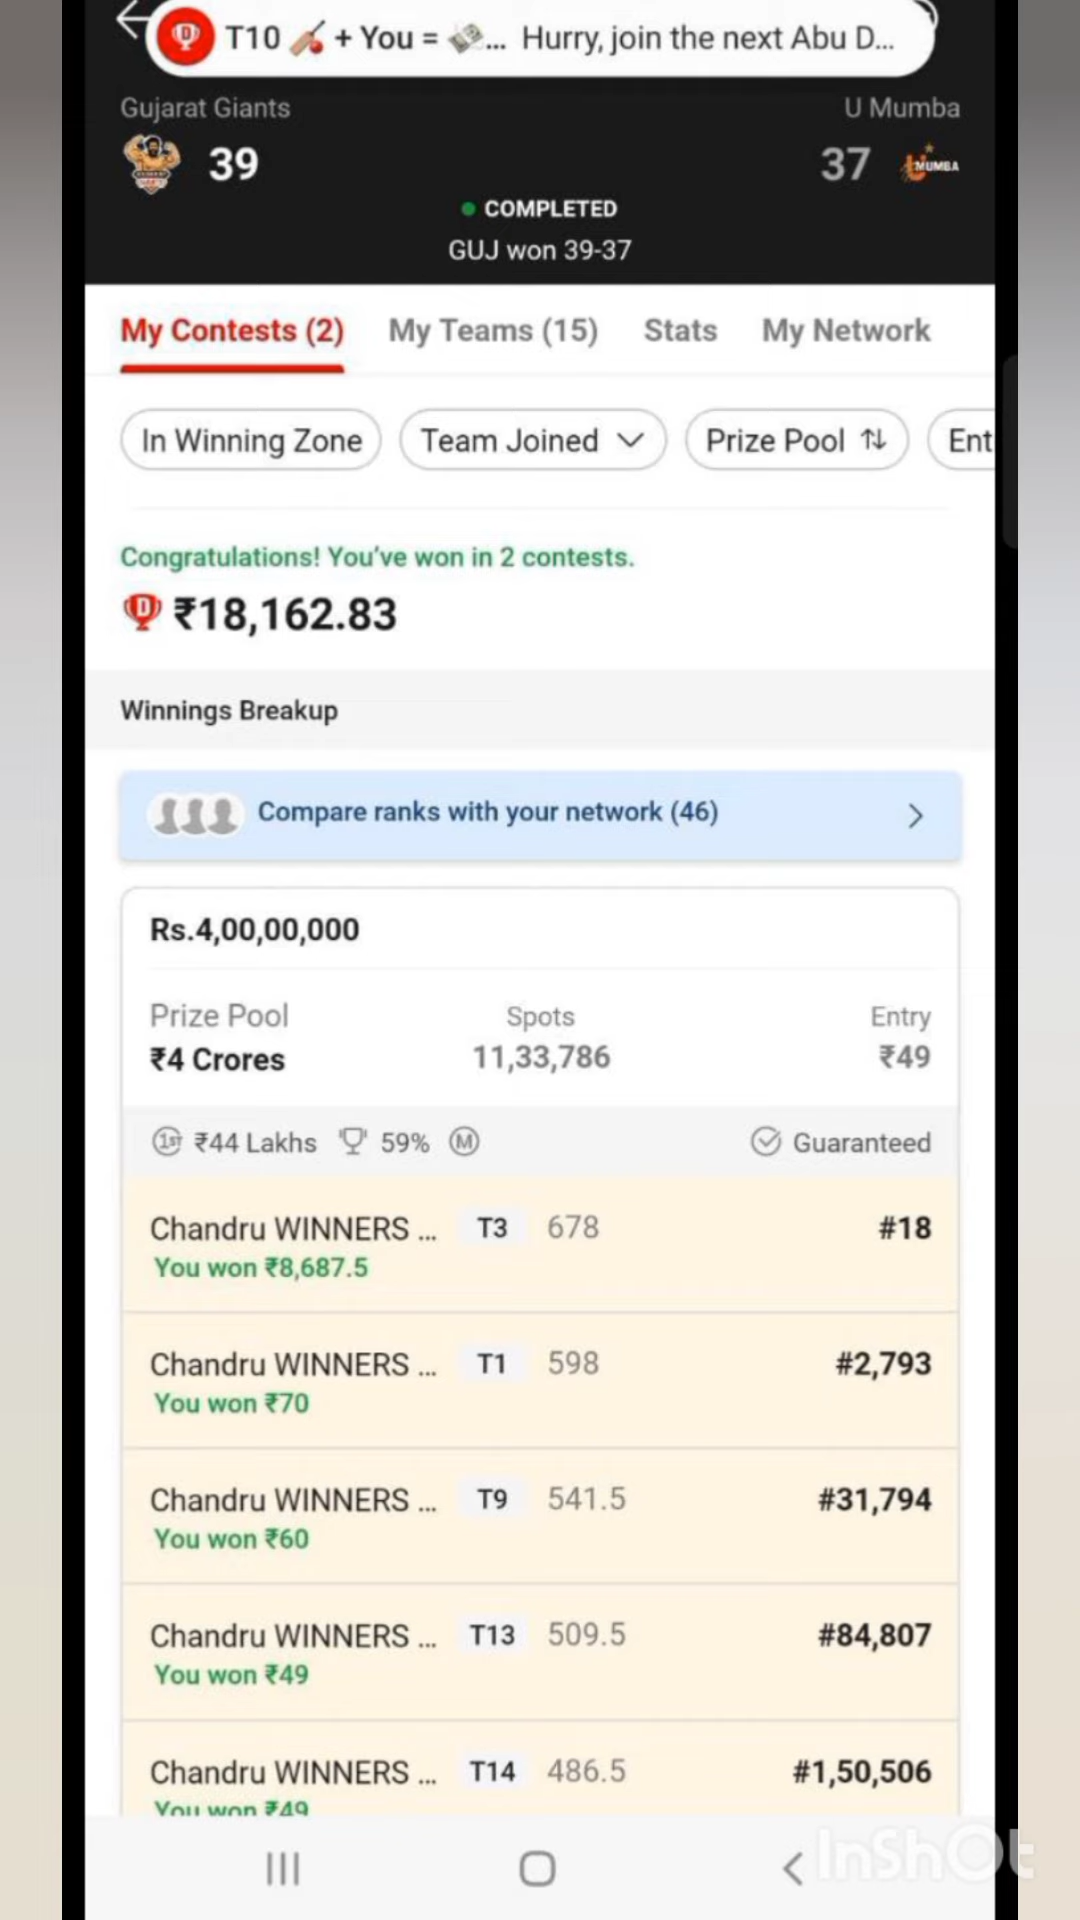 T10 + You = ... Hurry, join the next Abu D...
Gujarat Giants U Mumba
39 37 MUMBA
COMPLETED
GUJ won 39-37
My Contests (2) My Teams (15) Stats My Network
In Winning Zone Team Joined Prize Pool Ent
Congratulations! You've won in 2 contests.
D ₹18,162.83
Winnings Breakup
Compare ranks with your network (46)
Rs.4,00,00,000
Prize Pool Spots Entry
₹4 Crores 11,33,786 ₹49
1st ₹44 Lakhs 59% M Guaranteed
Chandru WINNERS ... T3 678 #18
You won ₹8,687.5
Chandru WINNERS ... T1 598 #2,793
You won ₹70
Chandru WINNERS ... T9 541.5 #31,794
You won ₹60
Chandru WINNERS ... T13 509.5 #84,807
You won ₹49
Chandru WINNERS ... T14 486.5 #1,50,506
You won ₹49
InShOt